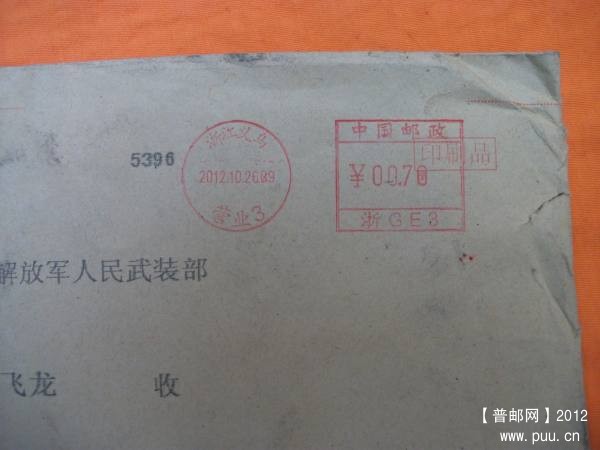 浙江义乌
2012.10.26.09
营业3
5396
中国邮政
印刷品
¥00.70
浙GE3
解放军人民武装部
飞龙 收
【普邮网】2012
www.puu.cn